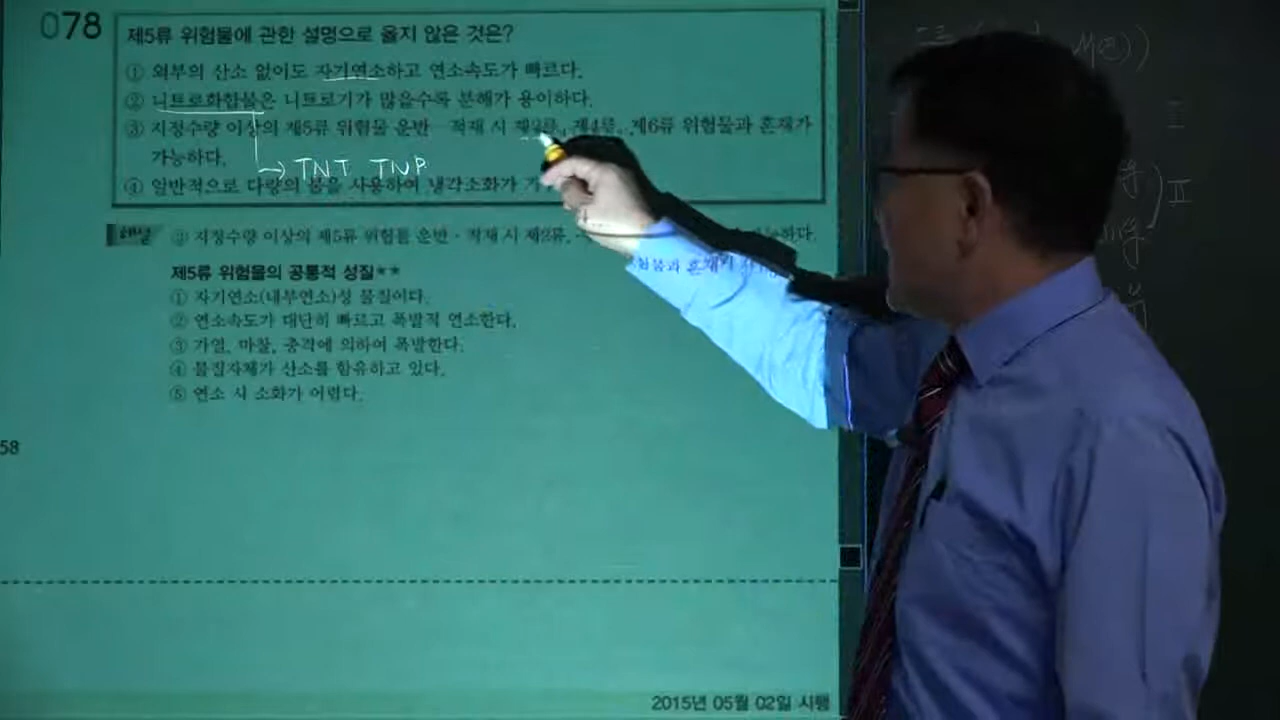 078
제5류 위험물에 관한 설명으로 옳지 않은 것은?
① 외부의 산소 없이도 자기연소하고 연소속도가 빠르다.
② 니트로화합물은 니트로기가 많을수록 분해가 용이하다.
③ 지정수량 이상의 제5류 위험물 운반·적재 시 제2류, 제4류, 제6류 위험물과 혼재가
가능하다.
→ TNT TNP
④ 일반적으로 다량의 물을 사용하여 냉각소화가
해설 ③ 지정수량 이상의 제5류 위험물 운반·적재 시 제2류,
제5류 위험물의 공통적 성질**
① 자기연소(내부연소)성 물질이다.
② 연소속도가 대단히 빠르고 폭발적 연소한다.
③ 가열, 마찰, 충격에 의하여 폭발한다.
④ 물질자체가 산소를 함유하고 있다.
⑤ 연소 시 소화가 어렵다.
58
2015년 05월 02일 시행
II